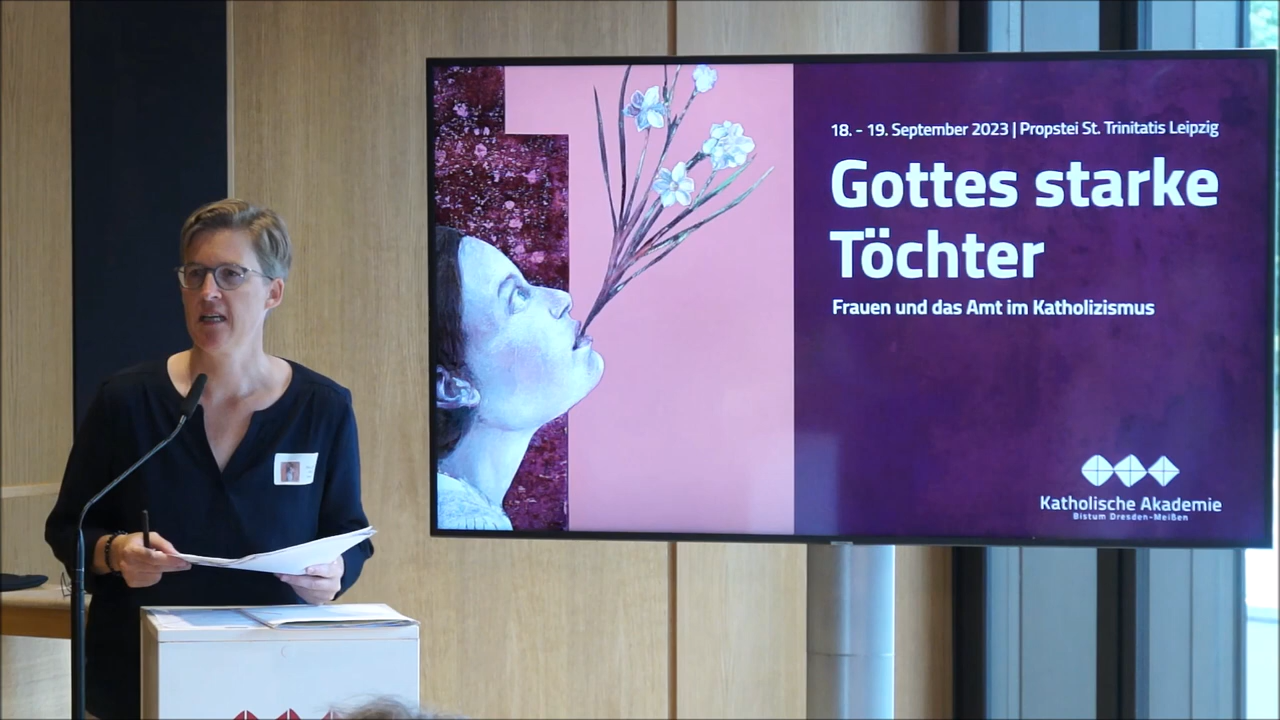 18. - 19. September 2023 | Propstei St. Trinitatis Leipzig
Gottes starke
Töchter
Frauen und das Amt im Katholizismus
Katholische Akademie
Bistum Dresden-Meißen